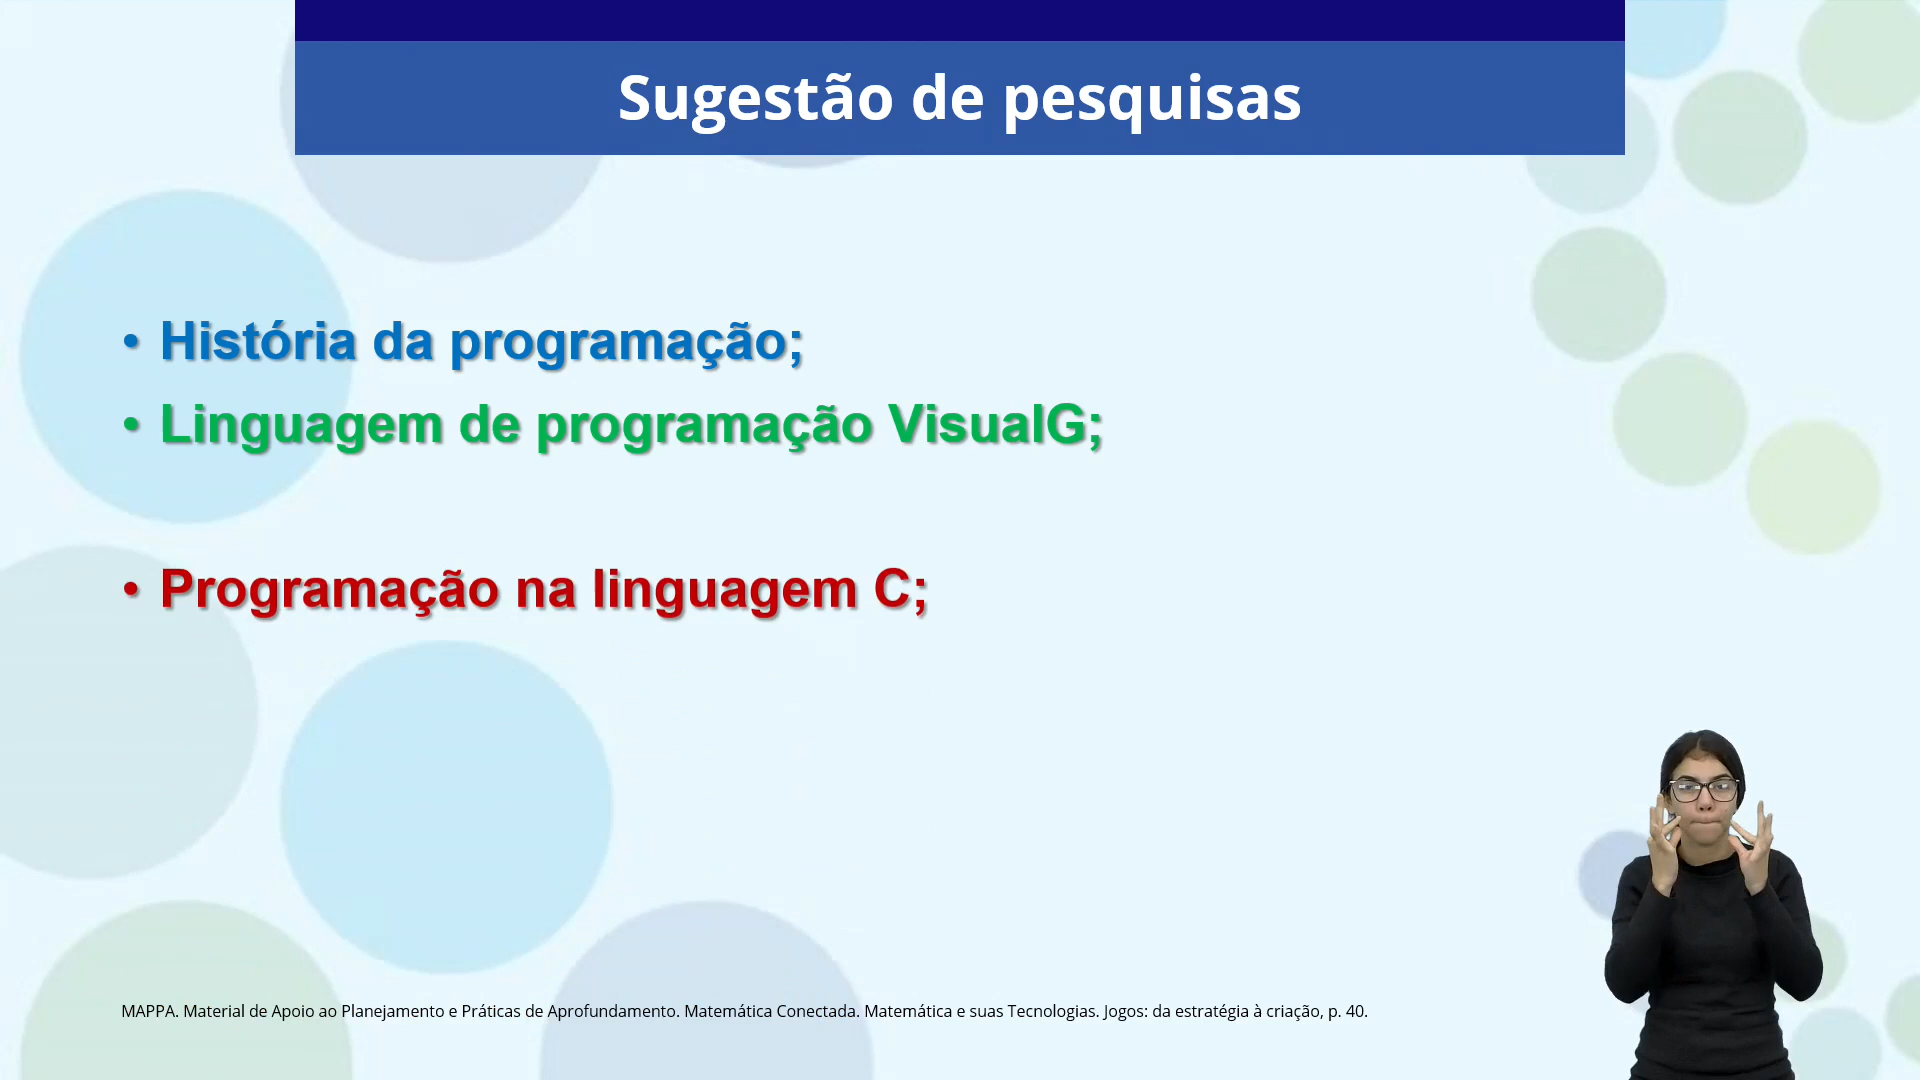 Sugestão de pesquisas
• História da programação;
• Linguagem de programação VisualG;
• Programação na linguagem C;
MAPPA. Material de Apoio ao Planejamento e Práticas de Aprofundamento. Matemática Conectada. Matemática e suas Tecnologias. Jogos: da estratégia à criação, p. 40.